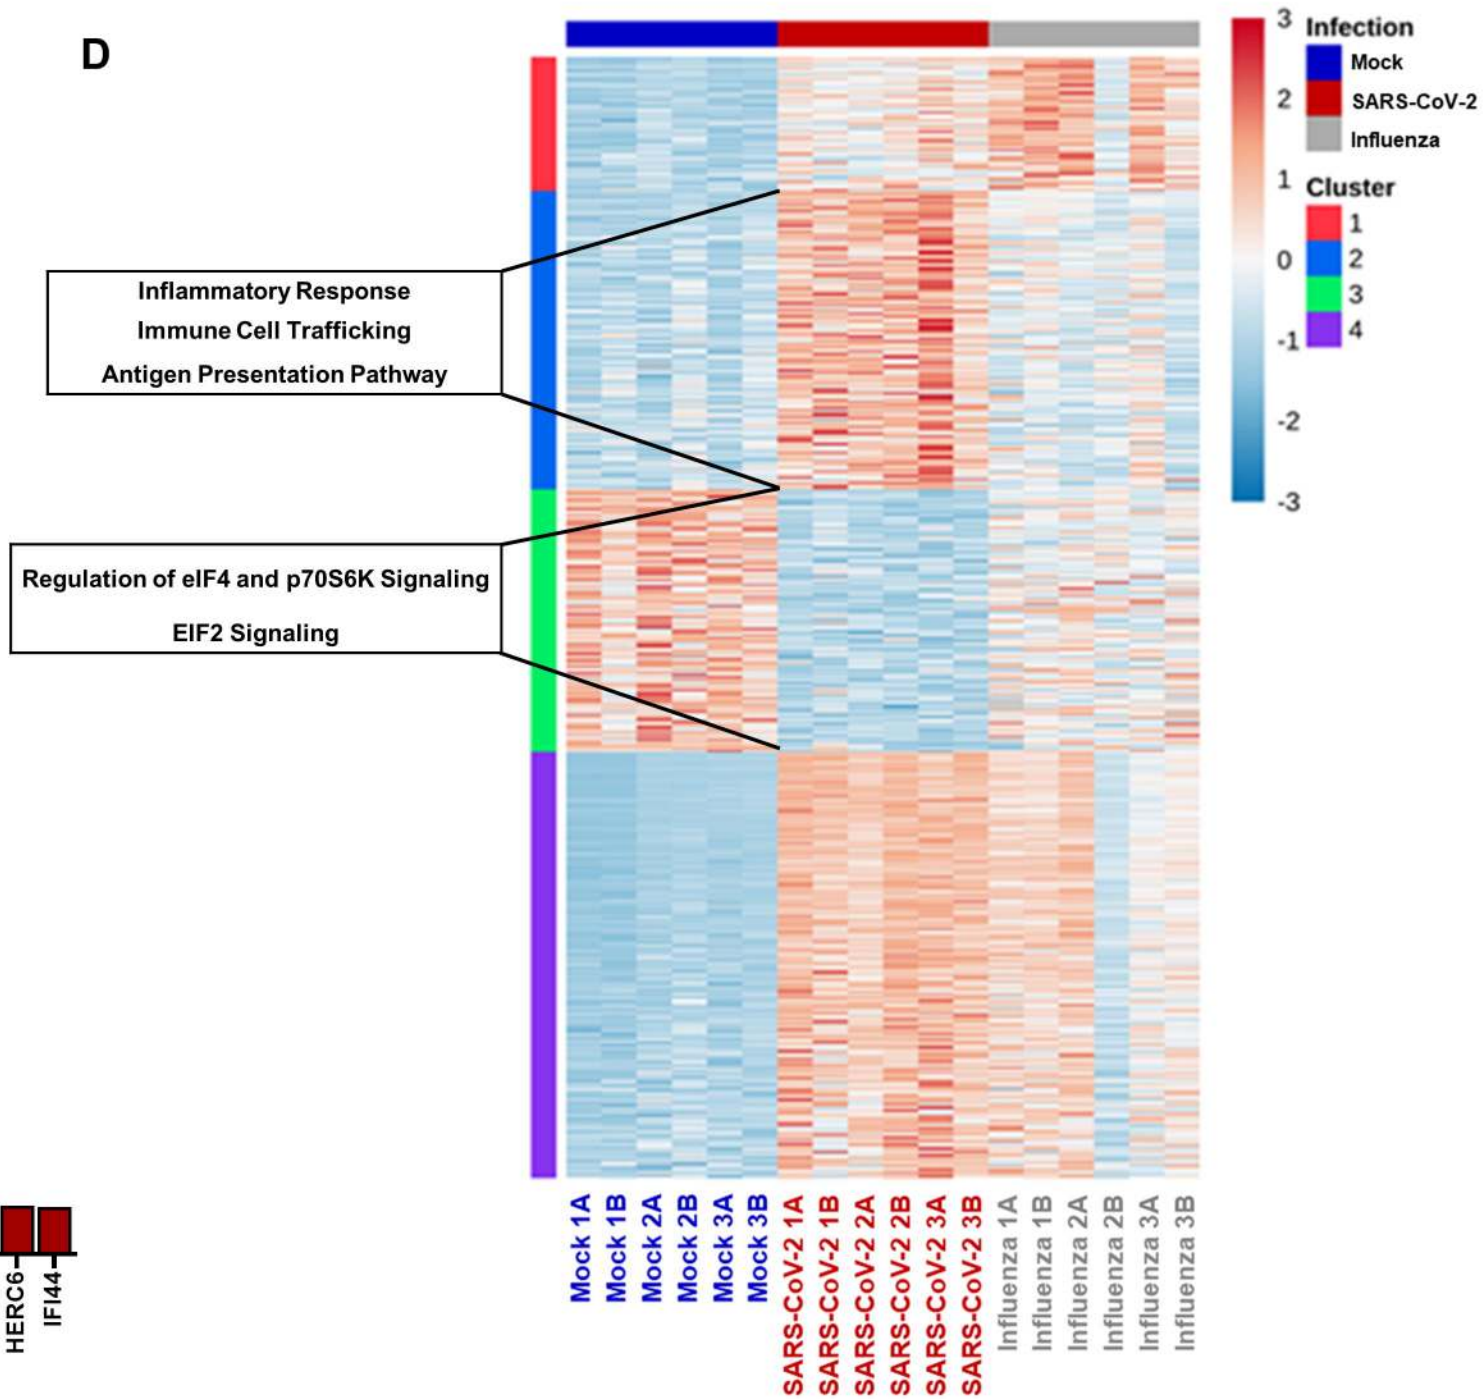 D
3
2
1
0
-1
-2
-3
Infection
Mock
SARS-CoV-2
Influenza
Cluster
1
2
3
4
Inflammatory Response
Immune Cell Trafficking
Antigen Presentation Pathway
Regulation of eIF4 and p70S6K Signaling
EIF2 Signaling
HERC6
IFI44
Mock 1A
Mock 1B
Mock 2A
Mock 2B
Mock 3A
Mock 3B
SARS-CoV-2 1A
SARS-CoV-2 1B
SARS-CoV-2 2A
SARS-CoV-2 2B
SARS-CoV-2 3A
SARS-CoV-2 3B
Influenza 1A
Influenza 1B
Influenza 2A
Influenza 2B
Influenza 3A
Influenza 3B